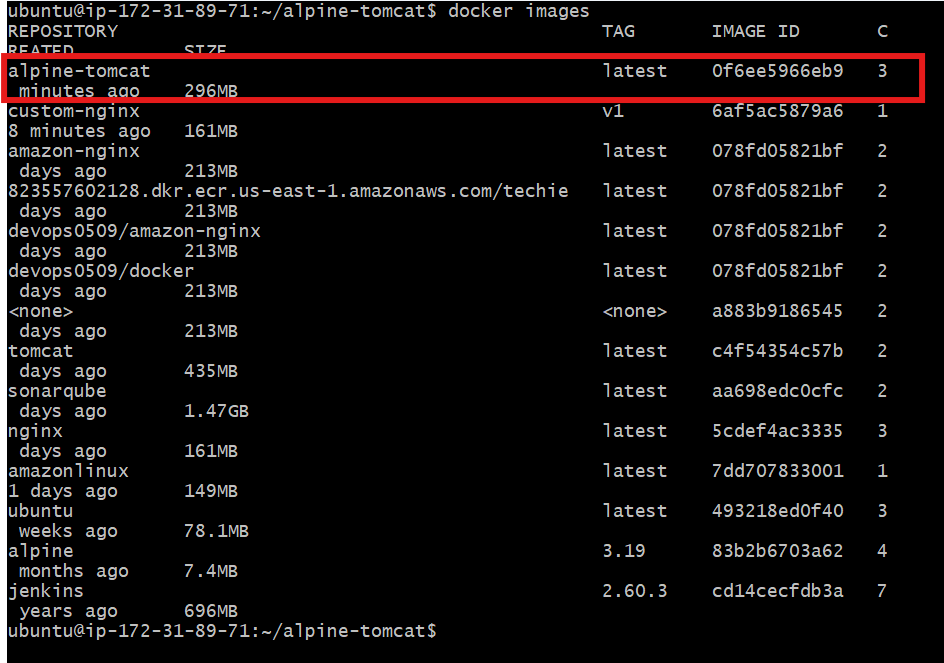 ubuntu@ip-172-31-89-71:~/alpine-tomcat$ docker images
REPOSITORY                                             TAG       IMAGE ID       C
REATED          SIZE
alpine-tomcat                                          latest    0f6ee5966eb9   3
 minutes ago    296MB
custom-nginx                                           v1        6af5ac5879a6   1
8 minutes ago   161MB
amazon-nginx                                           latest    078fd05821bf   2
 days ago       213MB
823557602128.dkr.ecr.us-east-1.amazonaws.com/techie    latest    078fd05821bf   2
 days ago       213MB
devops0509/amazon-nginx                                latest    078fd05821bf   2
 days ago       213MB
devops0509/docker                                      latest    078fd05821bf   2
 days ago       213MB
<none>                                                 <none>    a883b9186545   2
 days ago       213MB
tomcat                                                 latest    c4f54354c57b   2
 days ago       435MB
sonarqube                                              latest    aa698edc0cfc   2
 days ago       1.47GB
nginx                                                  latest    5cdef4ac3335   3
 days ago       161MB
amazonlinux                                            latest    7dd707833001   1
1 days ago      149MB
ubuntu                                                 latest    493218ed0f40   3
 weeks ago      78.1MB
alpine                                                 3.19      83b2b6703a62   4
 months ago     7.4MB
jenkins                                                2.60.3    cd14cecfdb3a   7
 years ago      696MB
ubuntu@ip-172-31-89-71:~/alpine-tomcat$